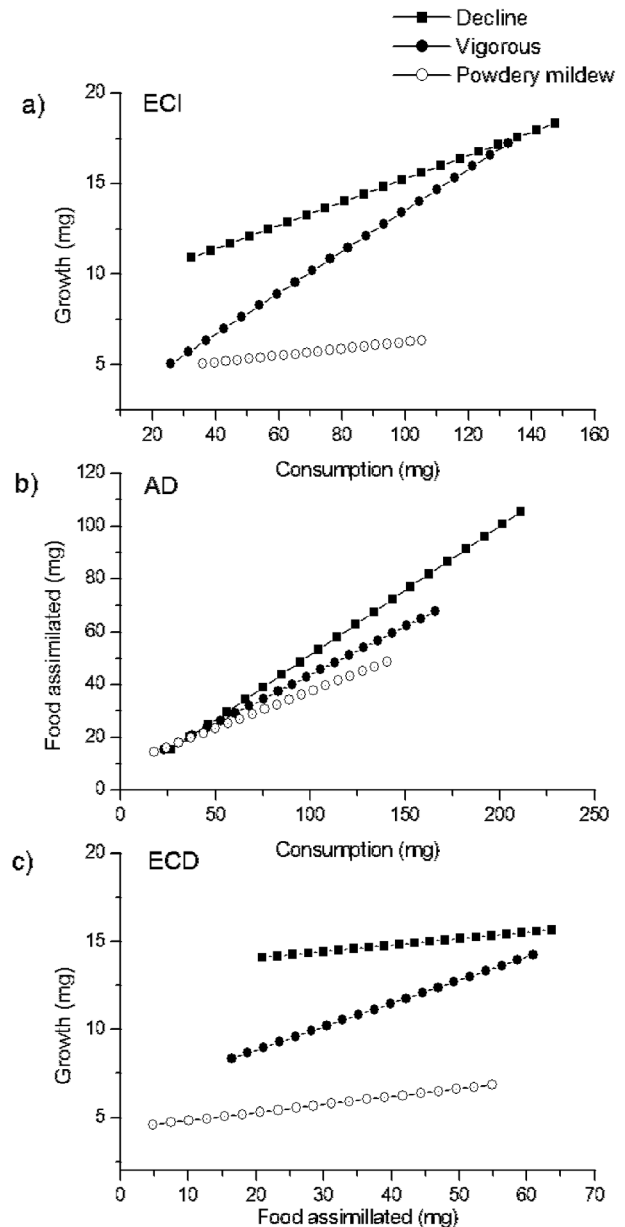 Decline
Vigorous
Powdery mildew
a)
ECI
20
15
10
5
Growth (mg)
20 40 60 80 100 120 140 160
Consumption (mg)
b)
AD
120
100
80
60
40
20
0
Food assimilated (mg)
0 50 100 150 200 250
Consumption (mg)
c)
ECD
20
15
10
5
Growth (mg)
0 10 20 30 40 50 60 70
Food assimillated (mg)